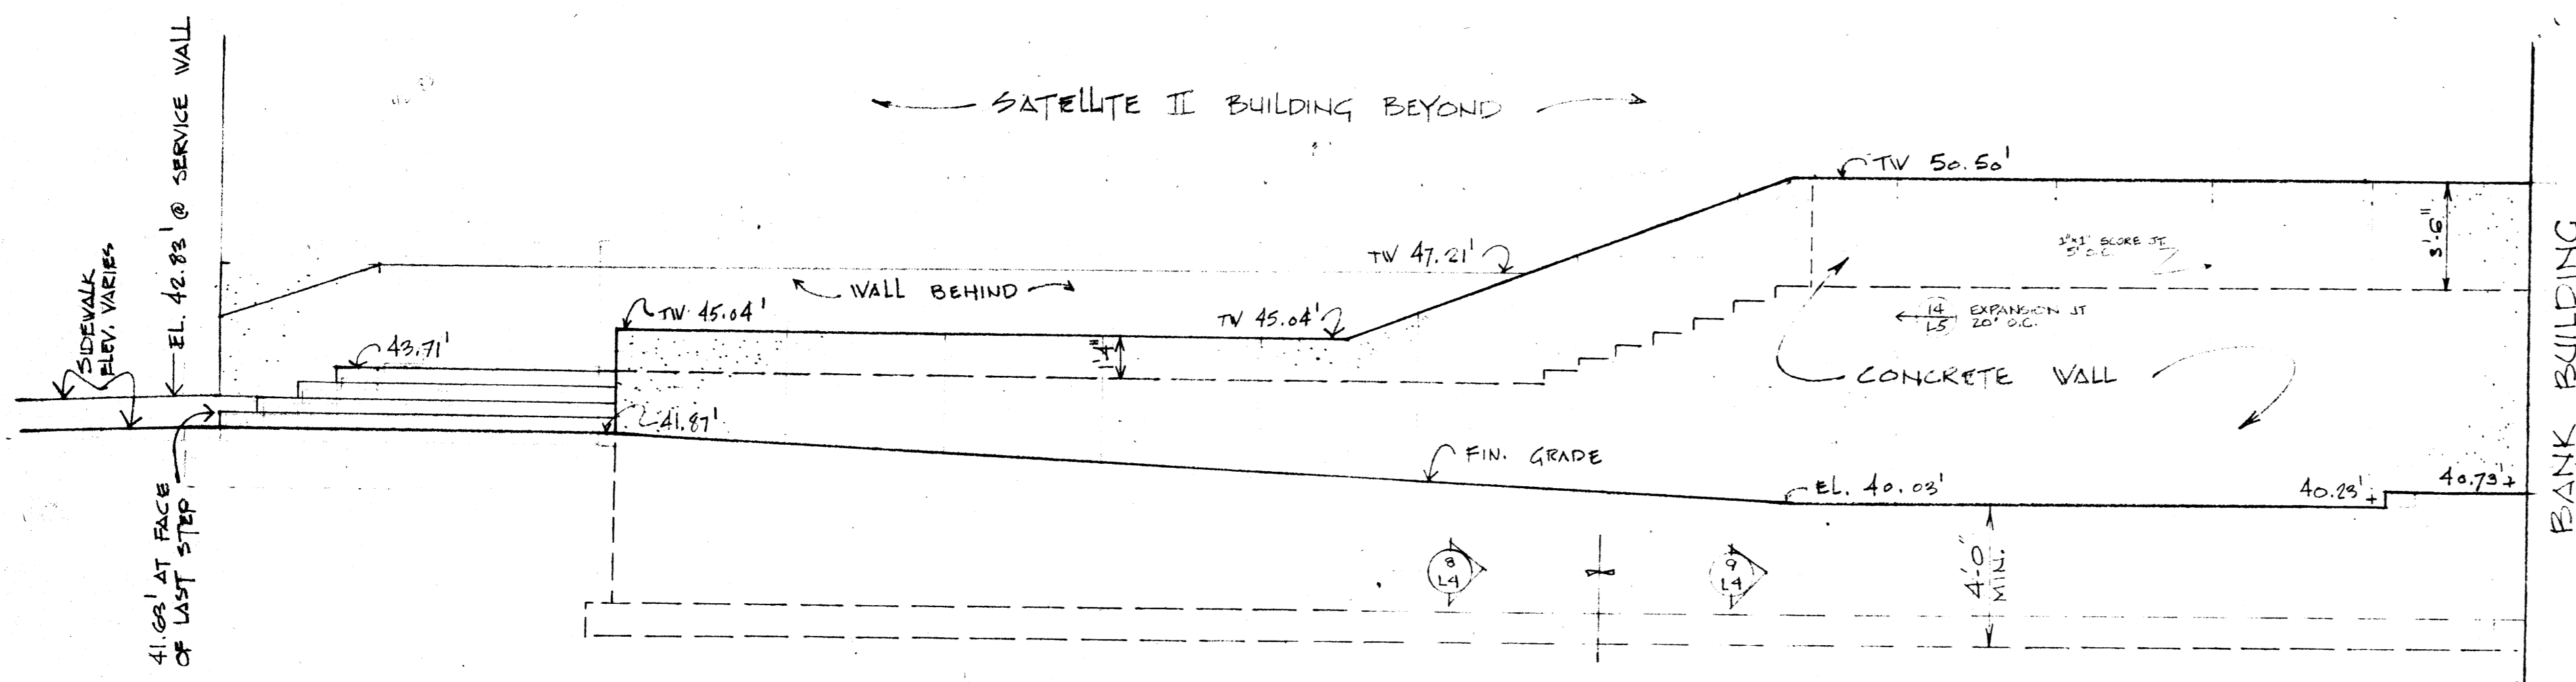 SATELLITE II BUILDING BEYOND
EL. 42.83' @ SERVICE WALL
SIDEWALK
ELEV. VARIES
TW 50.50'
3'-6"
1"x1" SCORE JT.
5' O.C.
TW 47.21'
WALL BEHIND
TW 45.04'
TW 45.04'
14
L5
EXPANSION JT
20' O.C.
43.71'
1'4"
CONCRETE WALL
41.87'
FIN. GRADE
EL. 40.03'
40.23'+
40.73'+
BANK BUILDING
41.63' AT FACE
OF LAST STEP
8
L4
9
L4
4'-0"
MIN.